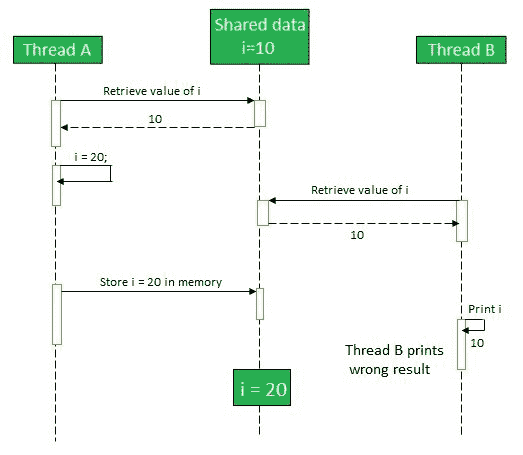 Thread A
Shared data
i=10
Thread B
Retrieve value of i
10
i = 20;
Retrieve value of i
10
Store i = 20 in memory
Print i
10
Thread B prints
wrong result
i = 20